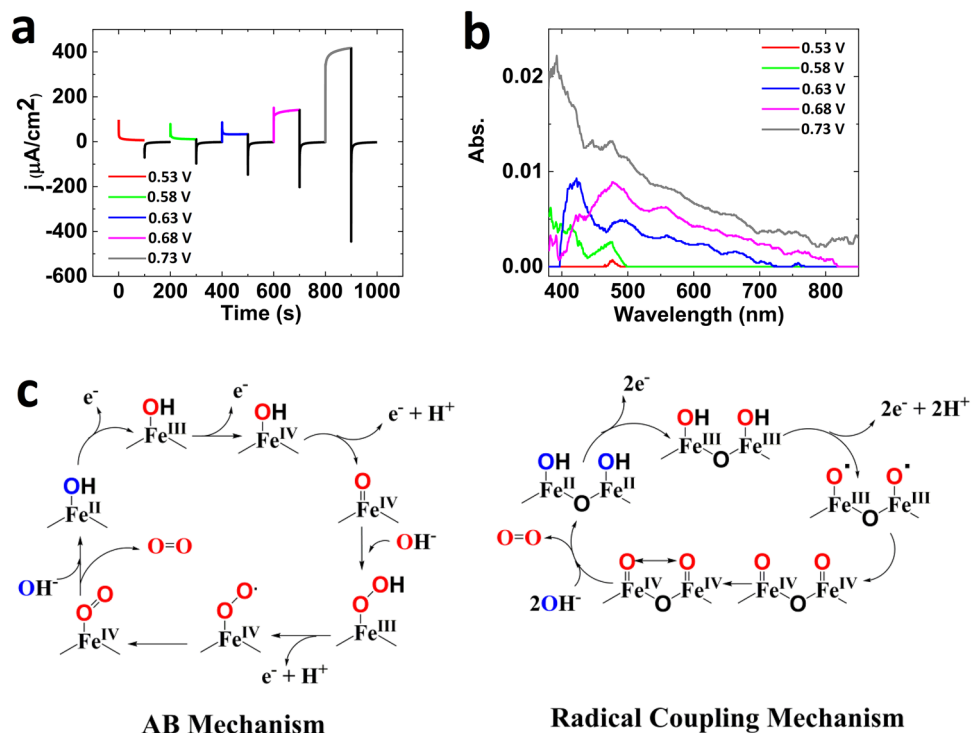 a
j (µA/cm2)
400
200
0
-200
-400
-600
0.53 V
0.58 V
0.63 V
0.68 V
0.73 V
0 200 400 600 800 1000
Time (s)
b
Abs.
0.02
0.01
0.00
0.53 V
0.58 V
0.63 V
0.68 V
0.73 V
400 500 600 700 800
Wavelength (nm)
c
e-
OH
FeIII
e-
OH
FeIV
e- + H+
O
FeIV
OH-
OH
O
FeIII
e- + H+
O·
O
FeIV
O
O
FeIV
OH-
O=O
OH
FeII
AB Mechanism
2e-
OH OH
FeIII FeIII
O
2e- + 2H+
O· O·
FeIII FeIII
O
O O
FeIV FeIV
O
O O
FeIV FeIV
O
2OH-
O=O
OH OH
FeII FeII
O
Radical Coupling Mechanism